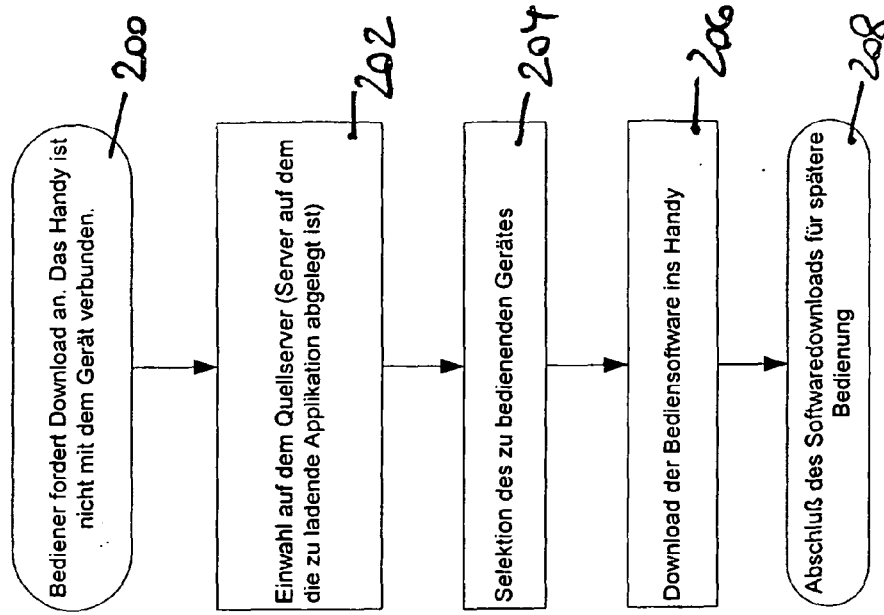 Bediener fordert Download an. Das Handy ist
nicht mit dem Gerät verbunden.
200
Einwahl auf dem Quellserver (Server auf dem
die zu ladende Applikation abgelegt ist)
202
Selektion des zu bedienenden Gerätes
204
Download der Bediensoftware ins Handy
206
Abschluß des Softwaredownloads für spätere
Bedienung
208